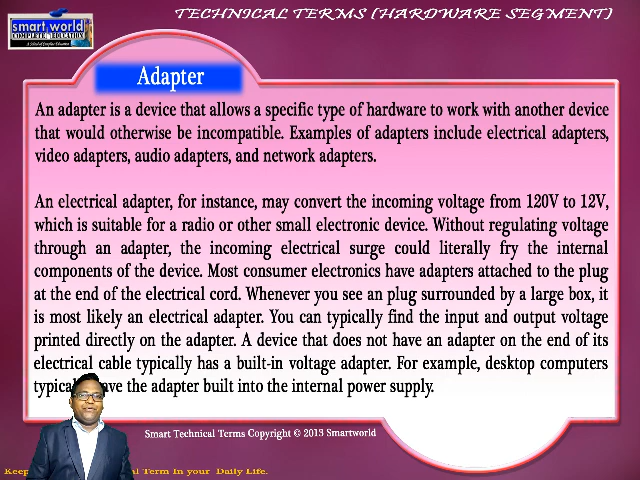 TECHNICAL TERMS (HARDWARE SEGMENT)
smart world
COMPLETE EDUCATION
Adapter
An adapter is a device that allows a specific type of hardware to work with another device
that would otherwise be incompatible. Examples of adapters include electrical adapters,
video adapters, audio adapters, and network adapters.
An electrical adapter, for instance, may convert the incoming voltage from 120V to 12V,
which is suitable for a radio or other small electronic device. Without regulating voltage
through an adapter, the incoming electrical surge could literally fry the internal
components of the device. Most consumer electronics have adapters attached to the plug
at the end of the electrical cord. Whenever you see an plug surrounded by a large box, it
is most likely an electrical adapter. You can typically find the input and output voltage
printed directly on the adapter. A device that does not have an adapter on the end of its
electrical cable typically has a built-in voltage adapter. For example, desktop computers
the adapter built into the internal power supply.
Smart Technical Terms Copyright © 2013 Smartworld
Keep Term In your Daily Life.